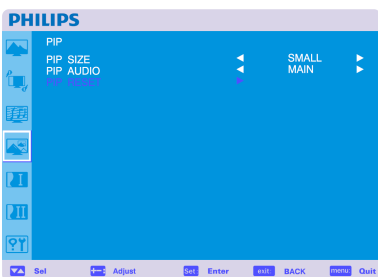 PHILIPS
PIP
PIP SIZE SMALL
PIP AUDIO MAIN
PIP RESET
Sel Adjust Set Enter exit BACK menu Quit